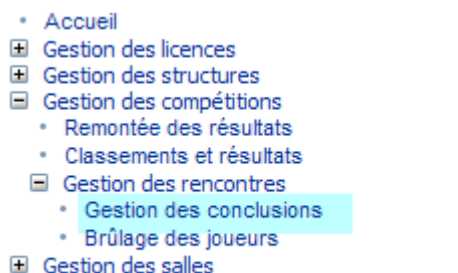 Accueil
Gestion des licences
Gestion des structures
Gestion des compétitions
Remontée des résultats
Classements et résultats
Gestion des rencontres
Gestion des conclusions
Brûlage des joueurs
Gestion des salles